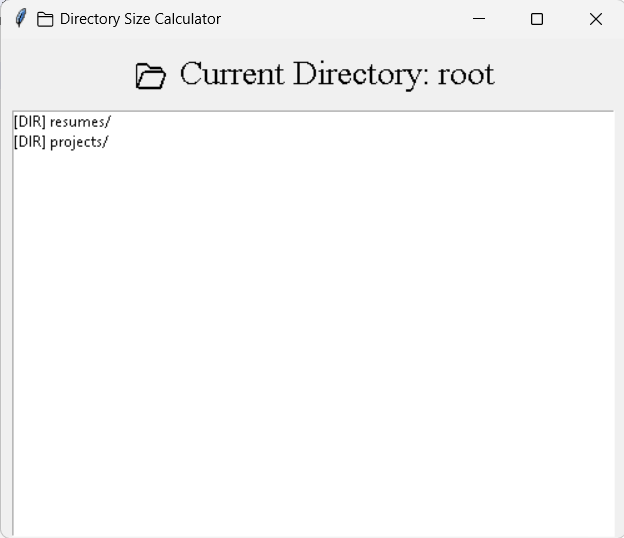 Directory Size Calculator
Current Directory: root
[DIR] resumes/
[DIR] projects/